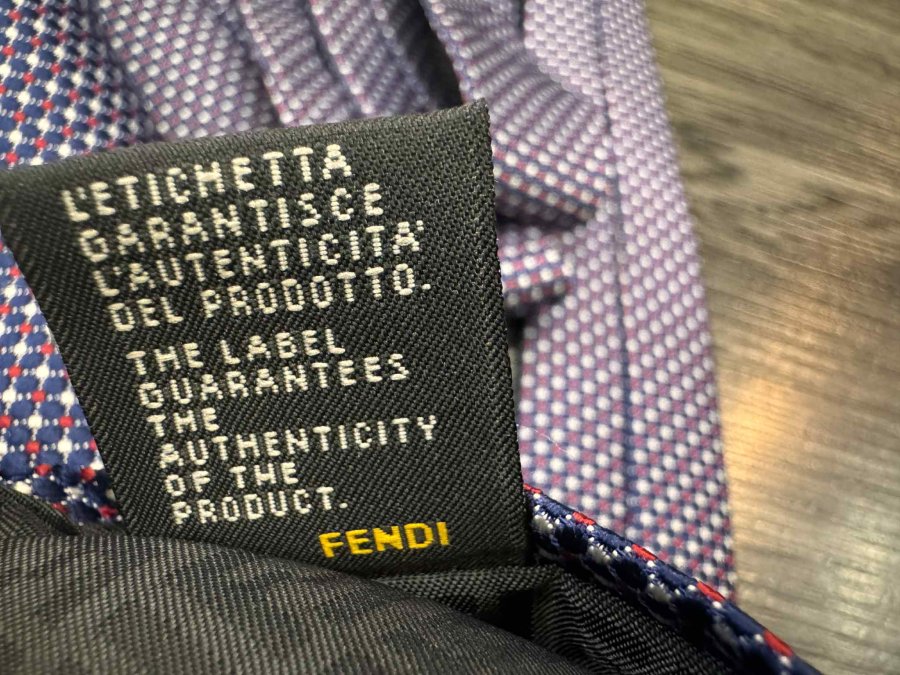 L'ETICHETTA
GARANTISCE
L'AUTENTICITA'
DEL PRODOTTO.
THE LABEL
GUARANTEES
THE
AUTHENTICITY
OF THE
PRODUCT.
FENDI